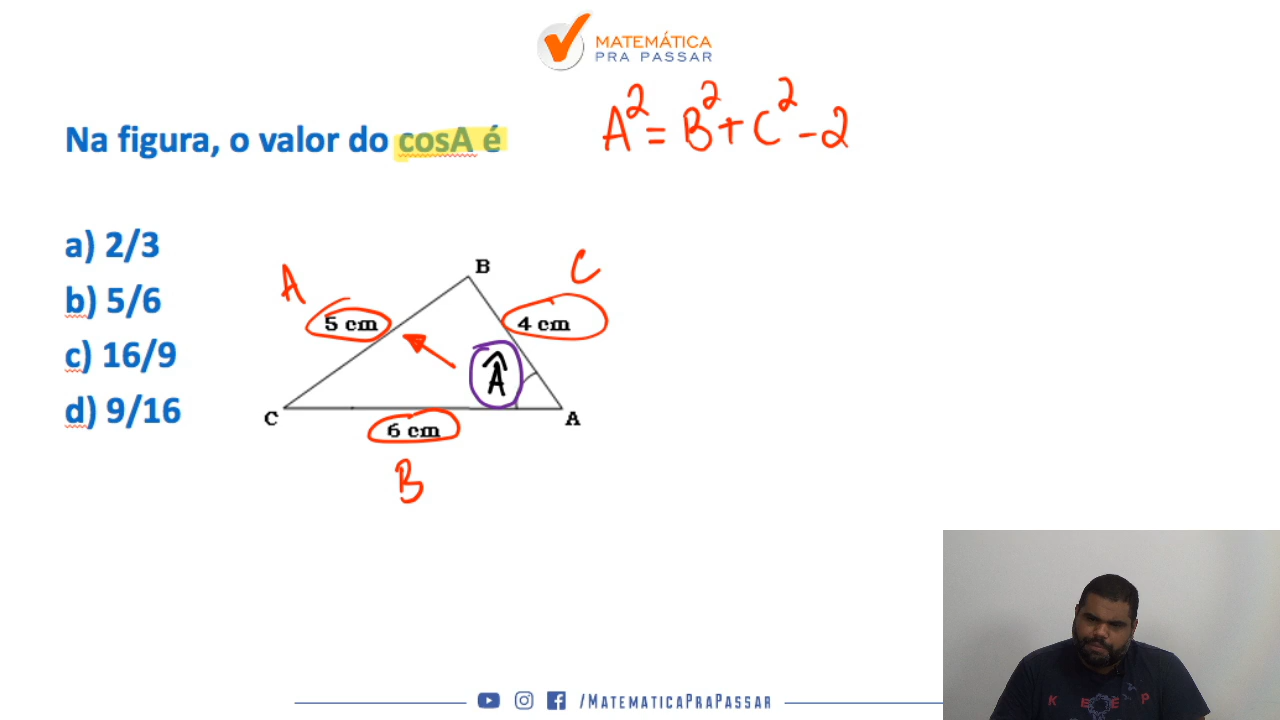 MATEMÁTICA
PRA PASSAR
A² = B² + C² - 2
Na figura, o valor do cosA é
a) 2/3
b) 5/6
c) 16/9
d) 9/16
B
C
A
5 cm
4 cm
Â
C
A
6 cm
B
K E E P
/MATEMATICAPRAPASSAR